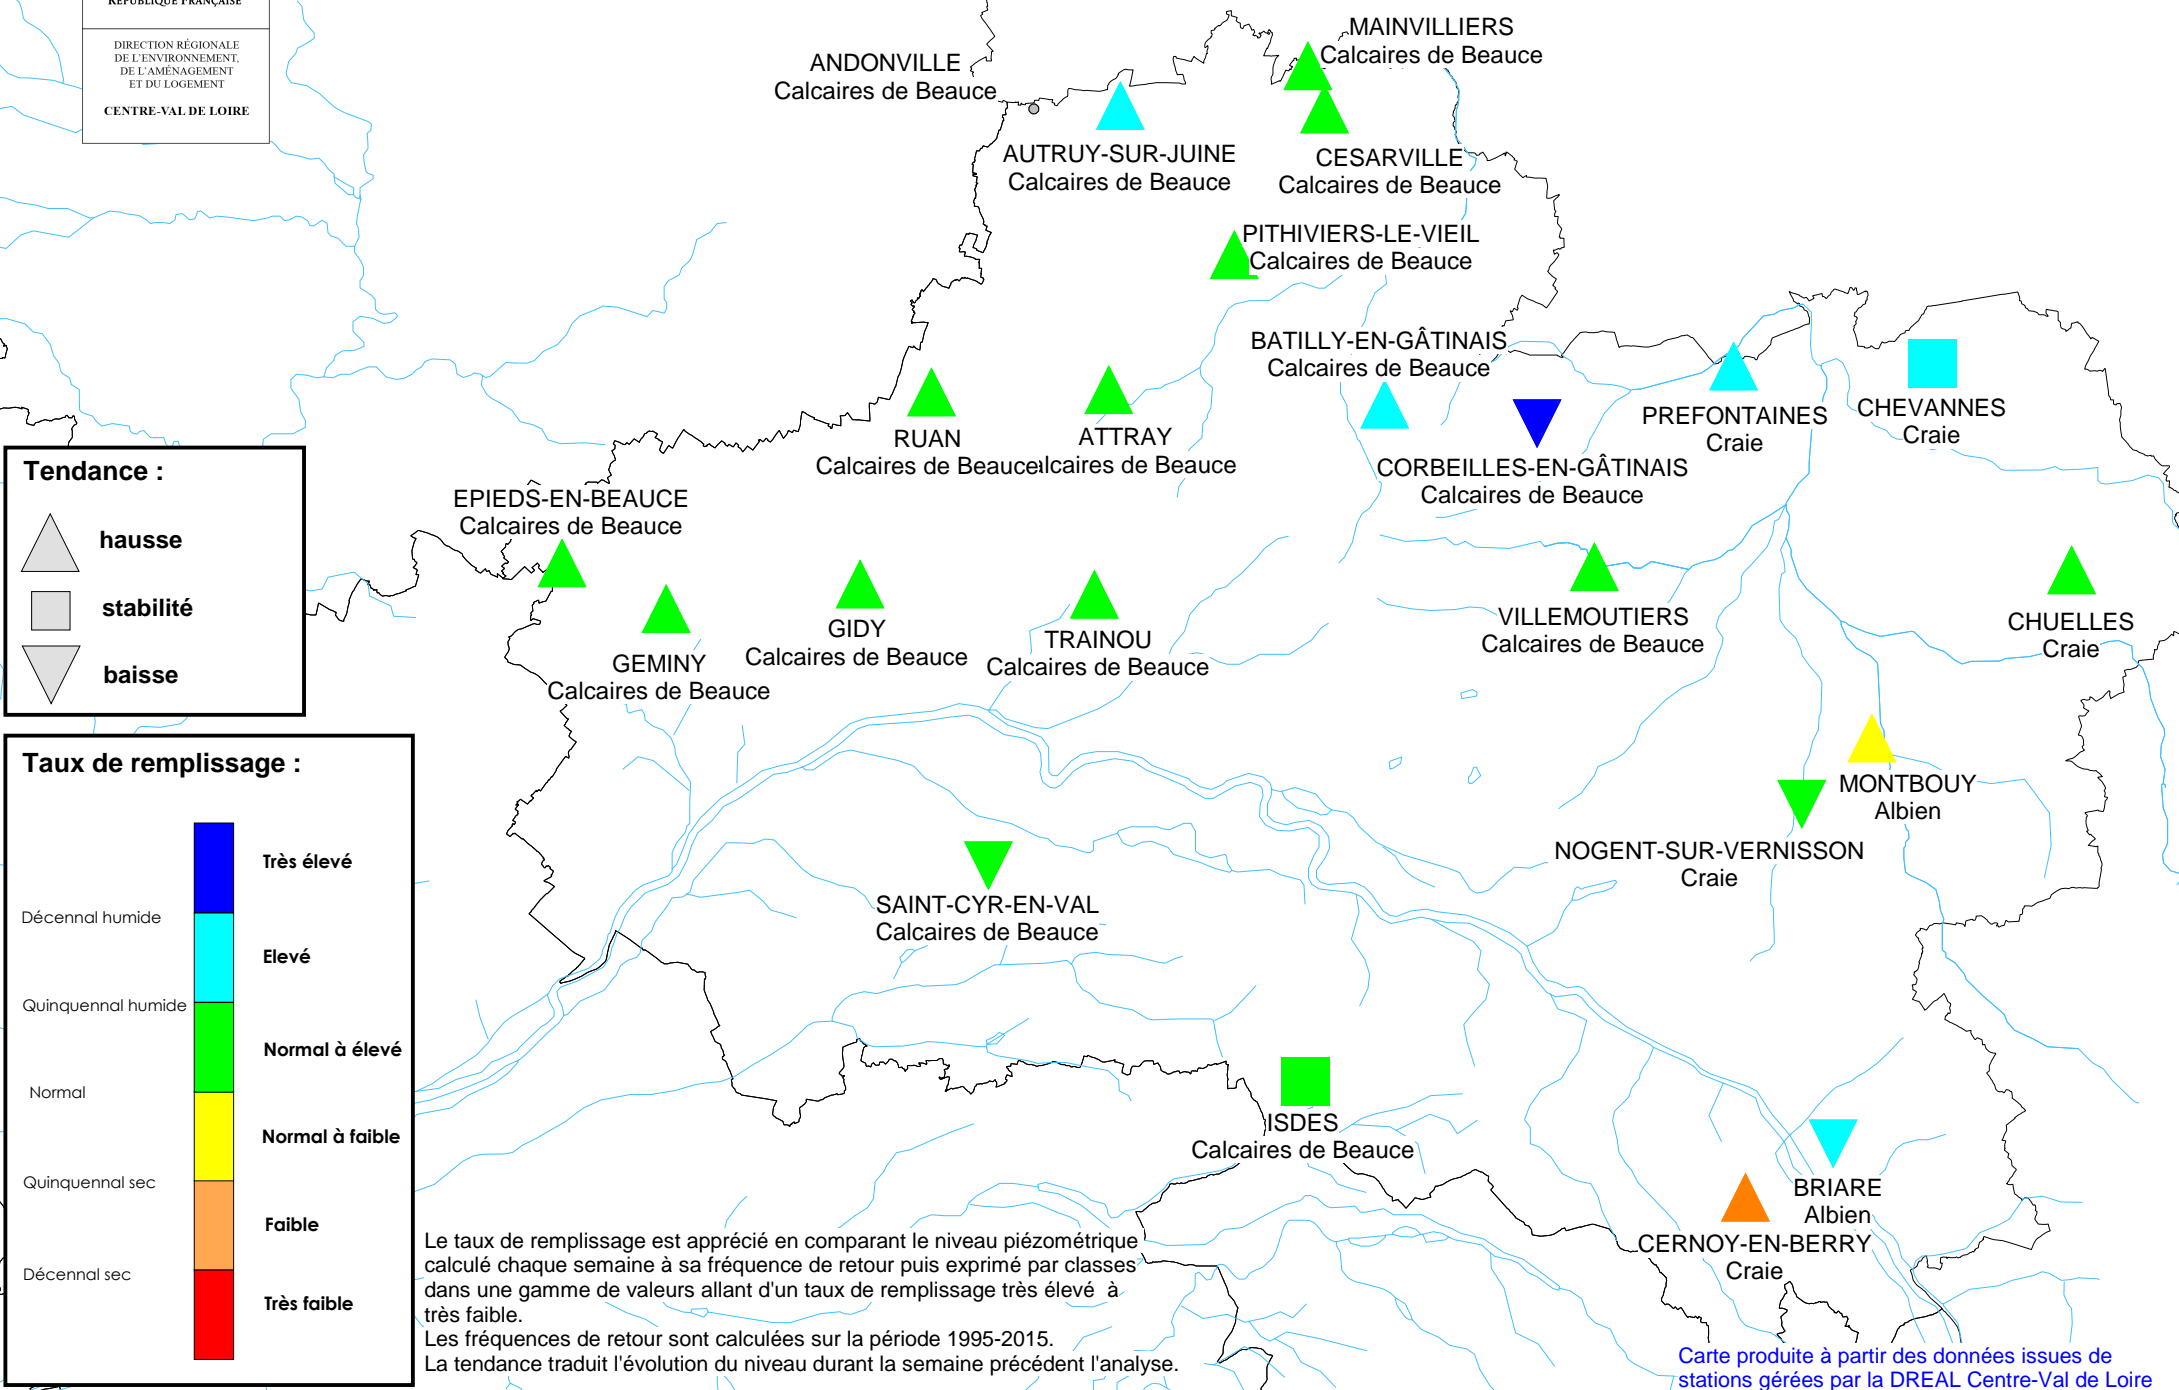 RÉPUBLIQUE FRANÇAISE
DIRECTION RÉGIONALE
DE L'ENVIRONNEMENT,
DE L'AMÉNAGEMENT
ET DU LOGEMENT
CENTRE-VAL DE LOIRE
MAINVILLIERS
Calcaires de Beauce
ANDONVILLE
Calcaires de Beauce
AUTRUY-SUR-JUINE
Calcaires de Beauce
CESARVILLE
Calcaires de Beauce
PITHIVIERS-LE-VIEIL
Calcaires de Beauce
BATILLY-EN-GÂTINAIS
Calcaires de Beauce
PREFONTAINES
Craie
CHEVANNES
Craie
RUAN
Calcaires de Beauce
ATTRAY
alcaires de Beauce
CORBEILLES-EN-GÂTINAIS
Calcaires de Beauce
EPIEDS-EN-BEAUCE
Calcaires de Beauce
GEMINY
Calcaires de Beauce
GIDY
Calcaires de Beauce
TRAINOU
Calcaires de Beauce
VILLEMOUTIERS
Calcaires de Beauce
CHUELLES
Craie
MONTBOUY
Albien
NOGENT-SUR-VERNISSON
Craie
SAINT-CYR-EN-VAL
Calcaires de Beauce
ISDES
Calcaires de Beauce
BRIARE
Albien
CERNOY-EN-BERRY
Craie
Tendance :
hausse
stabilité
baisse
Taux de remplissage :
Très élevé
Décennal humide
Elevé
Quinquennal humide
Normal à élevé
Normal
Normal à faible
Quinquennal sec
Faible
Décennal sec
Très faible
Le taux de remplissage est apprécié en comparant le niveau piézométrique
calculé chaque semaine à sa fréquence de retour puis exprimé par classes
dans une gamme de valeurs allant d'un taux de remplissage très élevé à
très faible.
Les fréquences de retour sont calculées sur la période 1995-2015.
La tendance traduit l'évolution du niveau durant la semaine précédent l'analyse.
Carte produite à partir des données issues de
stations gérées par la DREAL Centre-Val de Loire